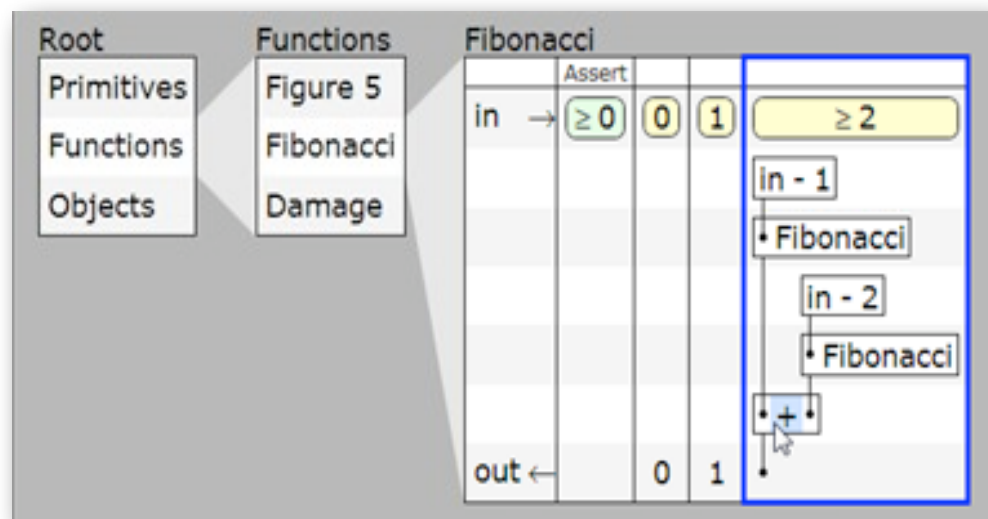 Root
Primitives
Functions
Objects
Functions
Figure 5
Fibonacci
Damage
Fibonacci
Assert
in → ≥ 0 0 1 ≥ 2
in - 1
• Fibonacci
in - 2
• Fibonacci
• + •
out ← 0 1 •